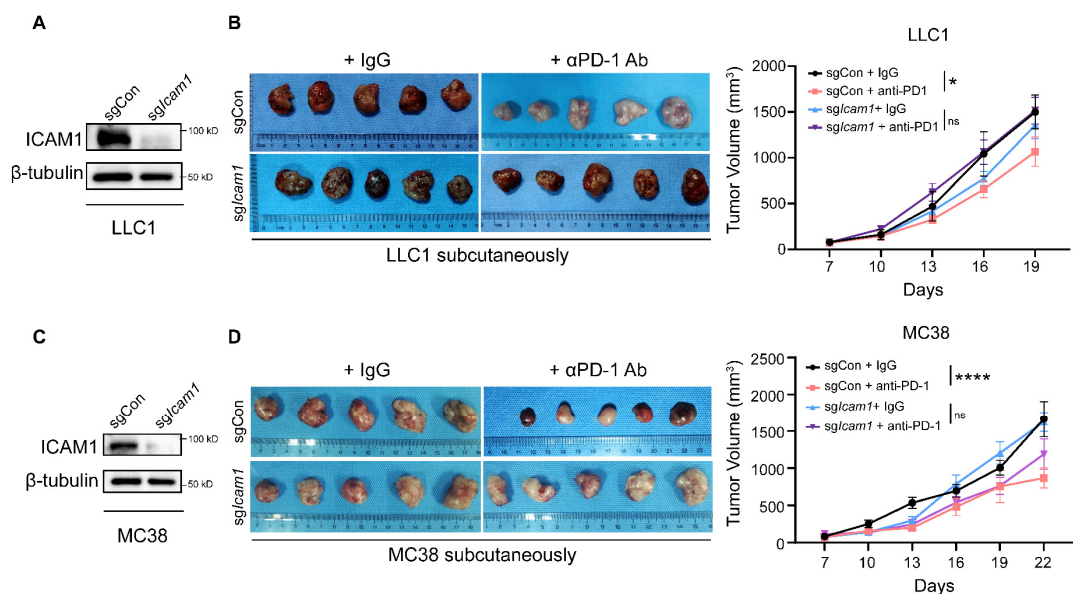 A
sgCon
sgIcam1
ICAM1
100 kD
β-tubulin
50 kD
LLC1
B
+ IgG
+ αPD-1 Ab
sgCon
sgIcam1
LLC1 subcutaneously
LLC1
Tumor Volume (mm³)
2000
1500
1000
500
0
sgCon + IgG
sgCon + anti-PD1
sgIcam1+ IgG
sgIcam1 + anti-PD1
*
ns
7 10 13 16 19
Days
C
sgCon
sgIcam1
ICAM1
100 kD
β-tubulin
50 kD
MC38
D
+ IgG
+ αPD-1 Ab
sgCon
sgIcam1
MC38 subcutaneously
MC38
Tumor Volume (mm³)
2500
2000
1500
1000
500
0
sgCon + IgG
sgCon + anti-PD-1
sgIcam1+ IgG
sgIcam1 + anti-PD-1
****
ns
7 10 13 16 19 22
Days